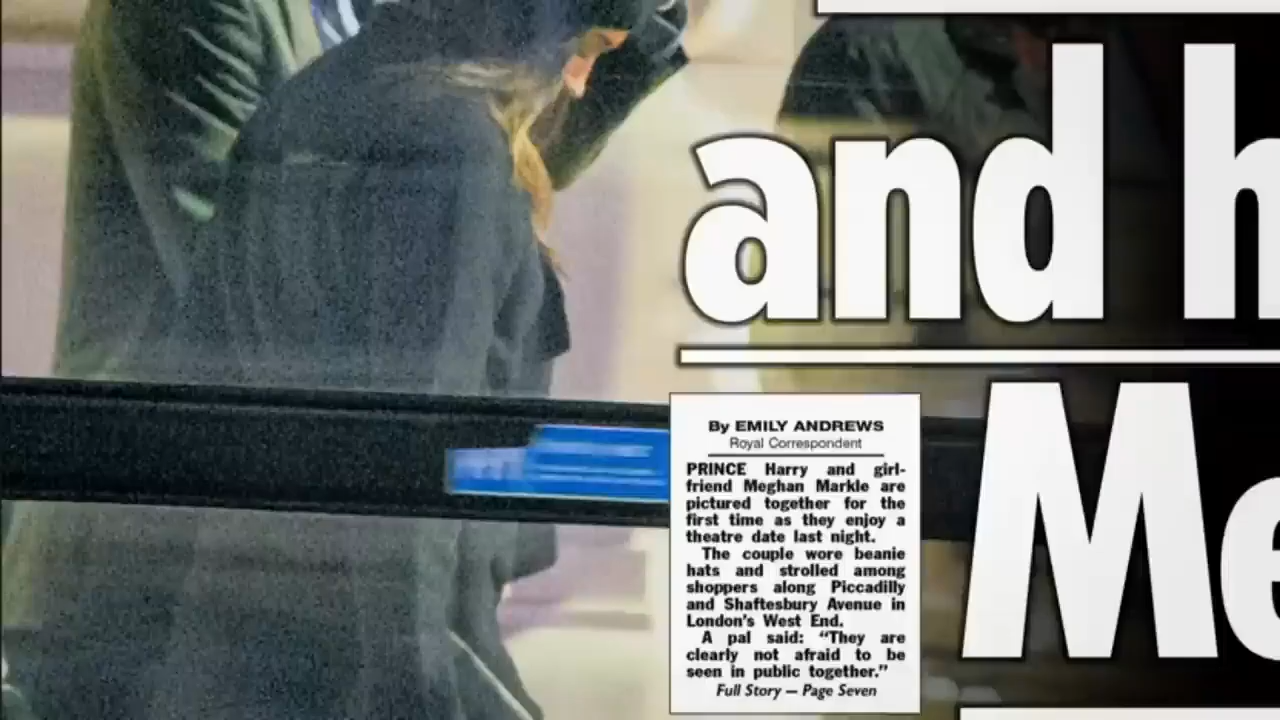 and h
Me
By EMILY ANDREWS
Royal Correspondent
PRINCE Harry and girl-
friend Meghan Markle are
pictured together for the
first time as they enjoy a
theatre date last night.
The couple wore beanie
hats and strolled among
shoppers along Piccadilly
and Shaftesbury Avenue in
London's West End.
A pal said: "They are
clearly not afraid to be
seen in public together."
Full Story — Page Seven